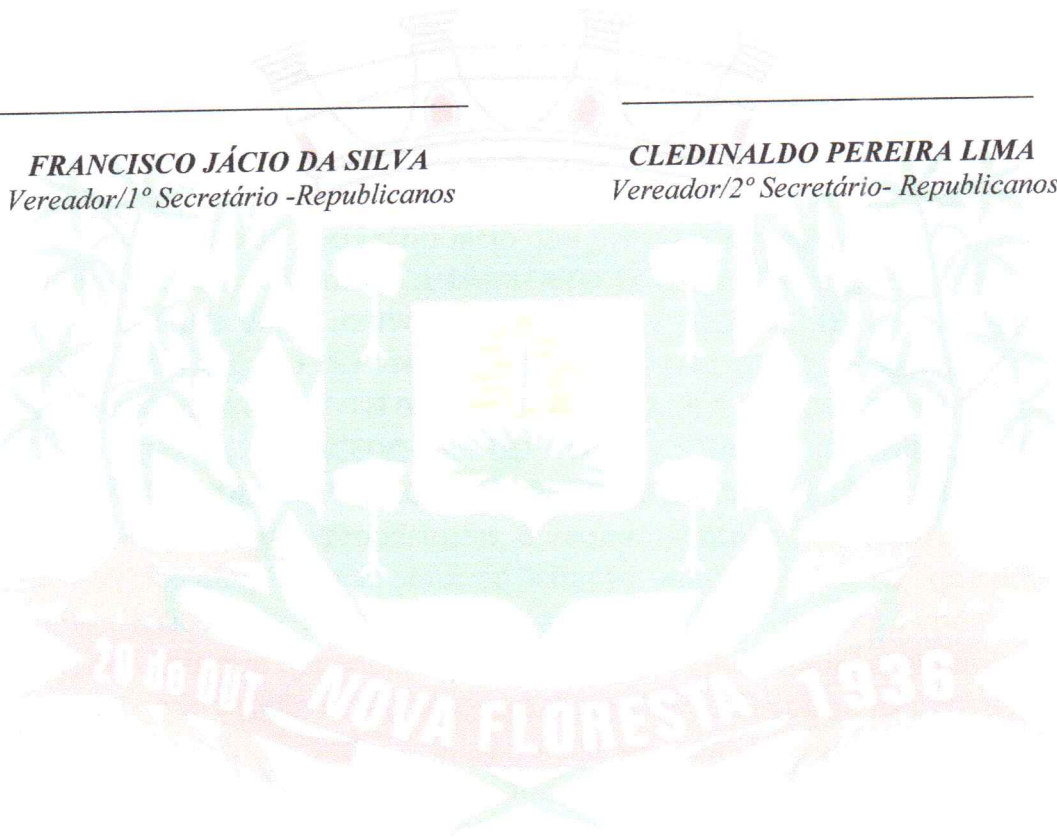 FRANCISCO JÁCIO DA SILVA
Vereador/1º Secretário -Republicanos
CLEDINALDO PEREIRA LIMA
Vereador/2º Secretário- Republicanos
20 de OUT NOVA FLORESTA 1936